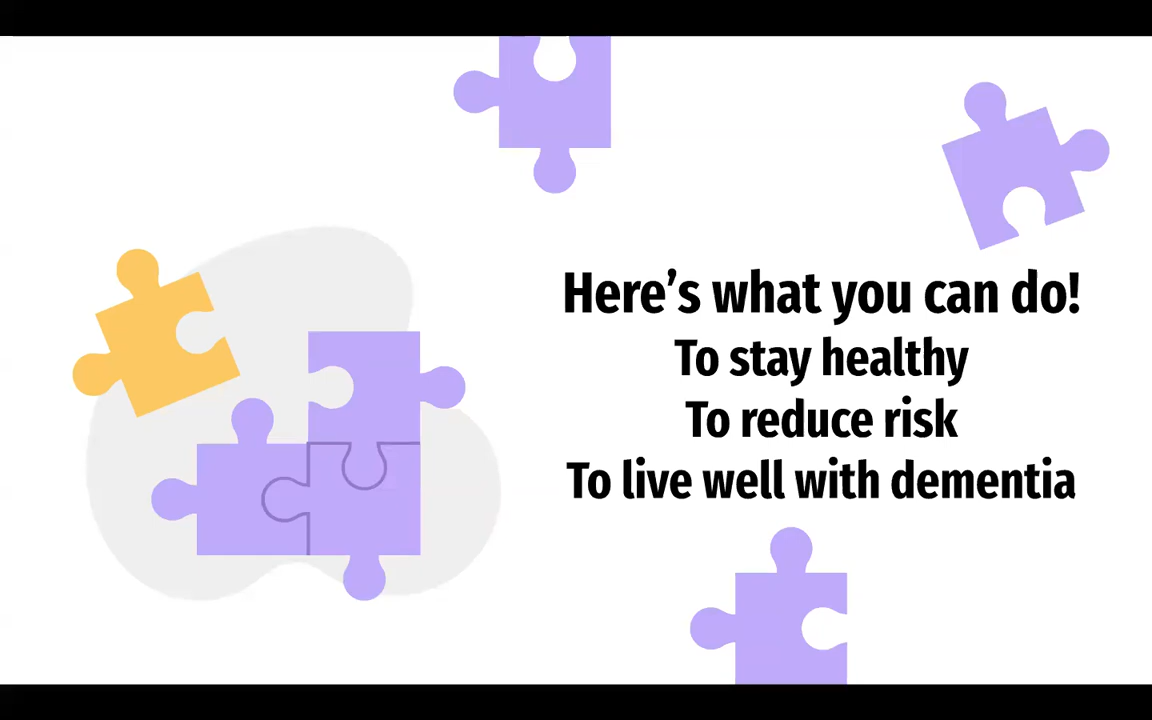 Here’s what you can do!
To stay healthy
To reduce risk
To live well with dementia